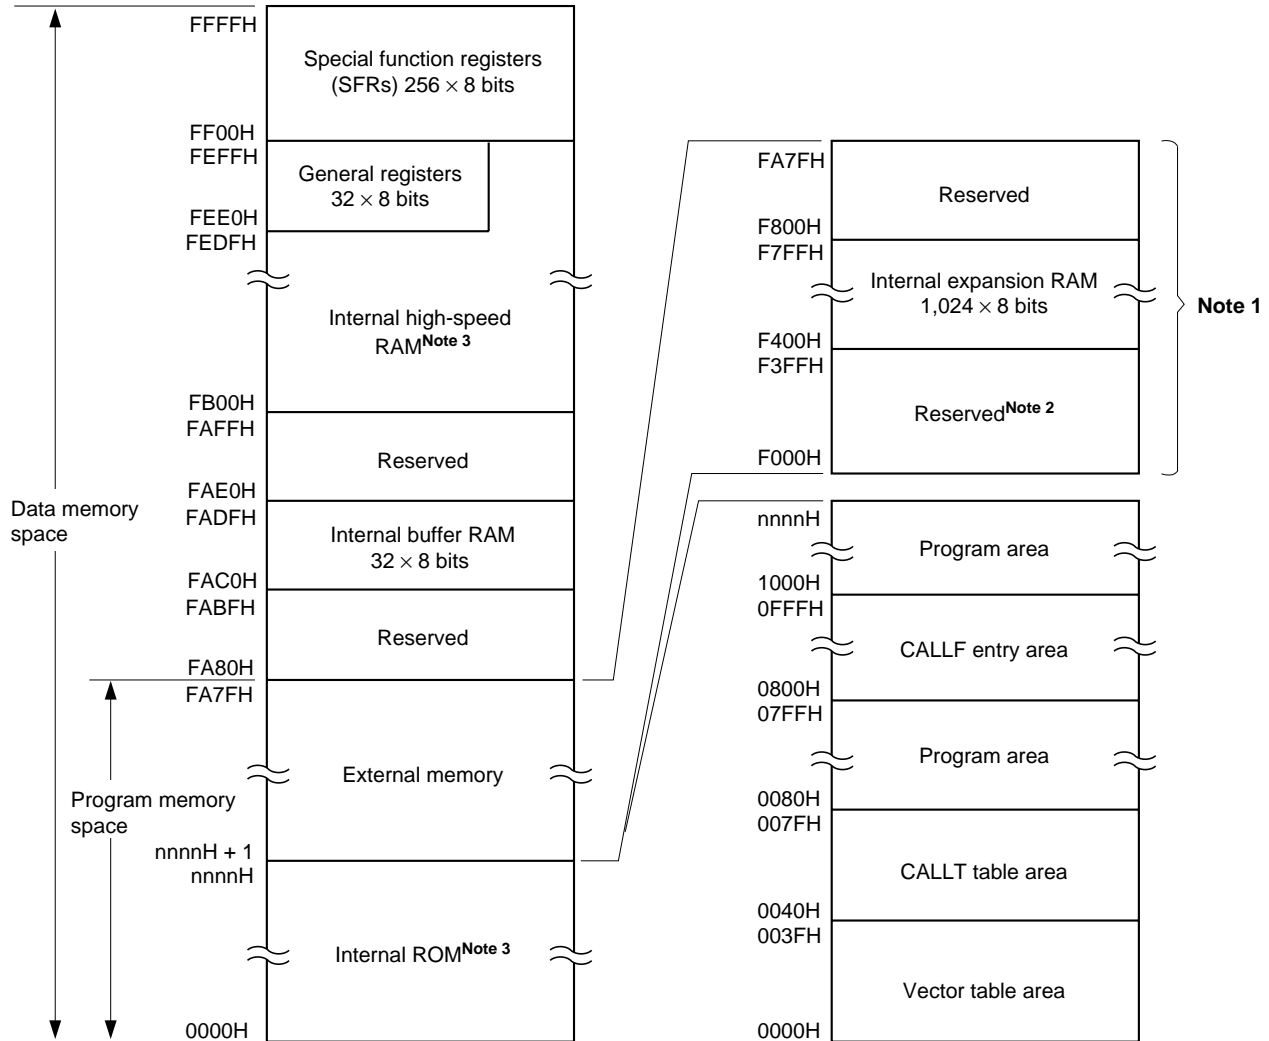 FFFFH
Special function registers
(SFRs) 256 × 8 bits
FF00H
FEFFH
General registers
32 × 8 bits
FEE0H
FEDFH
Internal high-speed
RAMNote 3
FB00H
FAFFH
Reserved
FAE0H
FADFH
Internal buffer RAM
32 × 8 bits
FAC0H
FABFH
Reserved
FA80H
FA7FH
External memory
nnnnH + 1
nnnnH
Internal ROMNote 3
0000H
Data memory
space
Program memory
space
FA7FH
Reserved
F800H
F7FFH
Internal expansion RAM
1,024 × 8 bits
F400H
F3FFH
ReservedNote 2
F000H
Note 1
nnnnH
Program area
1000H
0FFFH
CALLF entry area
0800H
07FFH
Program area
0080H
007FH
CALLT table area
0040H
003FH
Vector table area
0000H